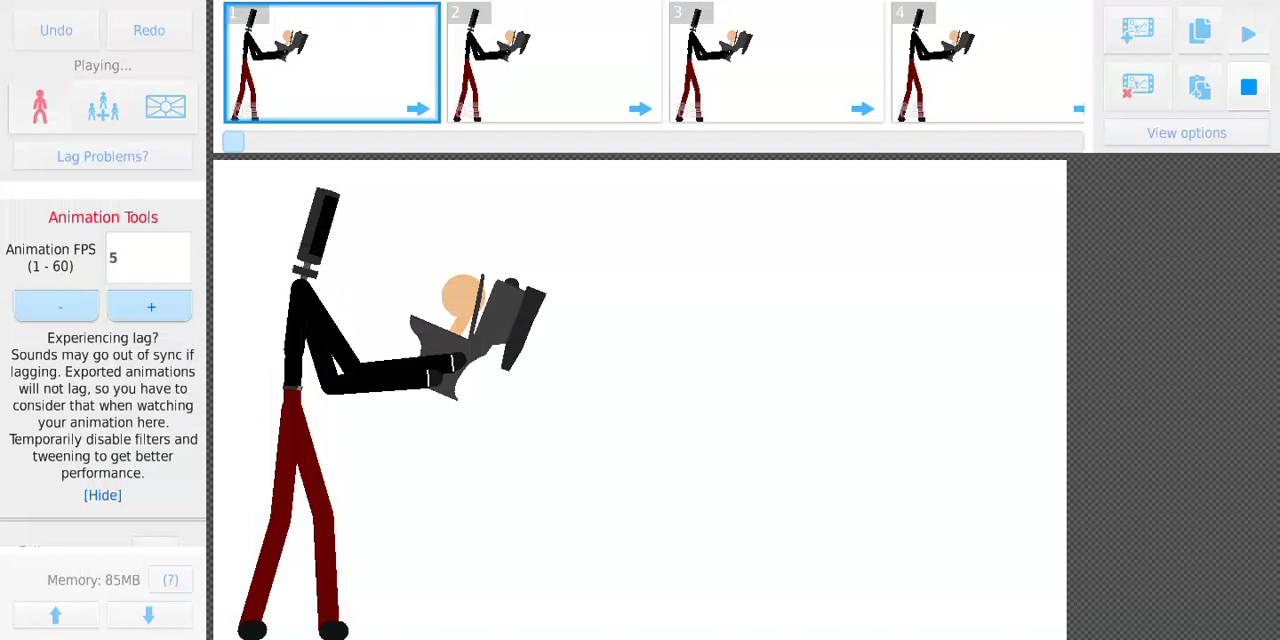 Undo
Redo
Playing...
Lag Problems?
Animation Tools
Animation FPS
(1 - 60)
5
-
+
Experiencing lag?
Sounds may go out of sync if
lagging. Exported animations
will not lag, so you have to
consider that when watching
your animation here.
Temporarily disable filters and
tweening to get better
performance.
[Hide]
Memory: 85MB
(?)
1
2
3
4
View options